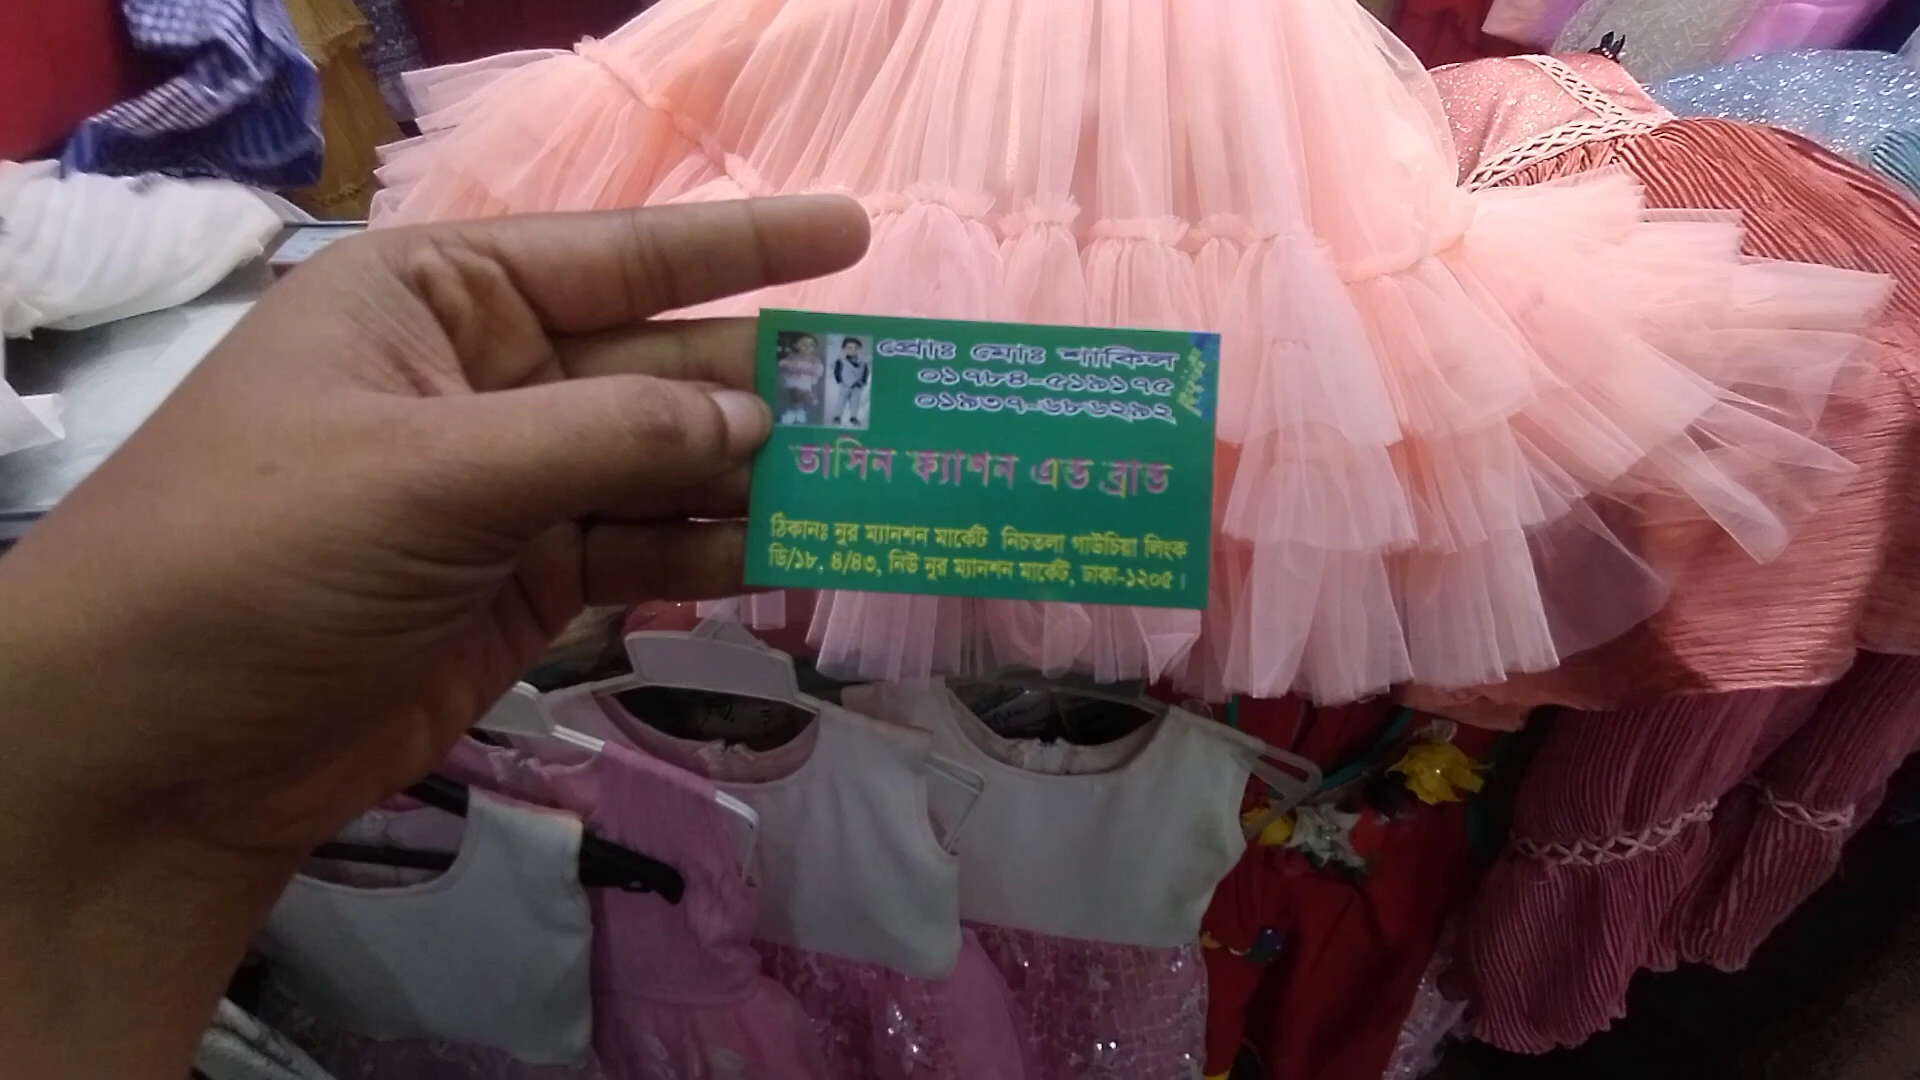 প্রোঃ মোঃ শাকিল
০১৭৮৪-৫১৯১৭৫
০১৯৩৭-৬৮৬২৯২
তাসিন ফ্যাশন এন্ড ব্রান্ড
ঠিকানঃ নুর ম্যানশন মার্কেট নিচতলা গাউচিয়া লিংক
ডি/১৮, ৪/৪৩, নিউ নুর ম্যানশন মার্কেট, ঢাকা-১২০৫।